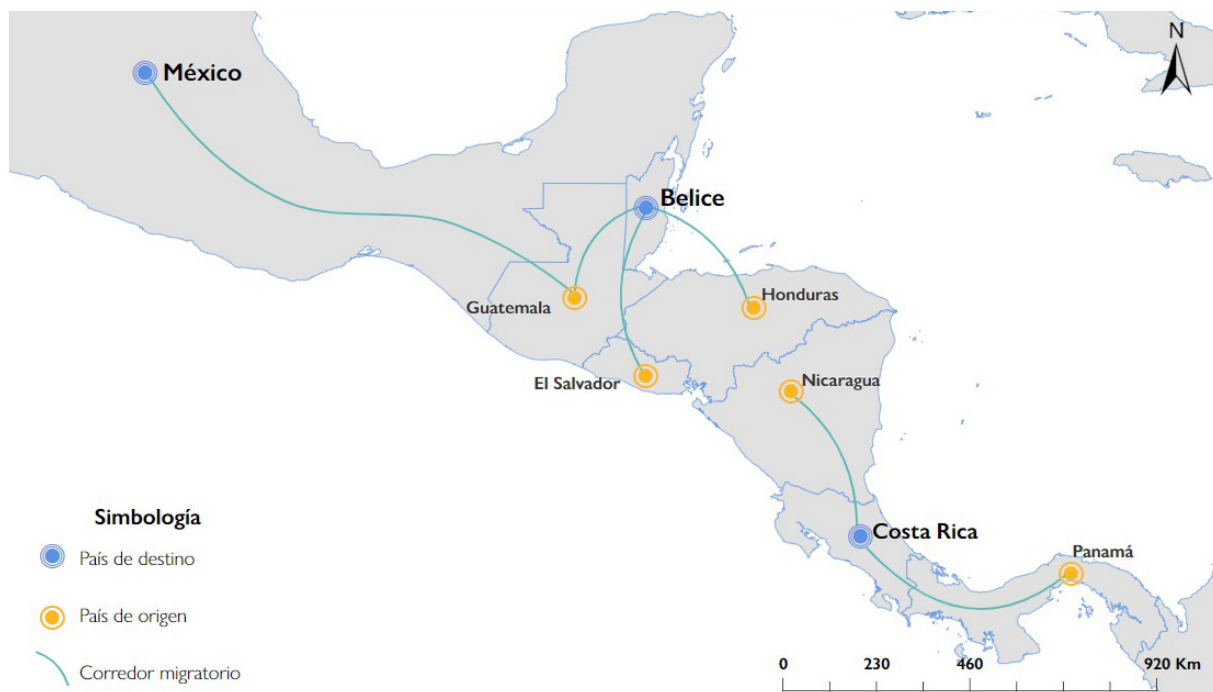 N
México
Belice
Guatemala
Honduras
El Salvador
Nicaragua
Costa Rica
Panamá
Simbología
País de destino
País de origen
Corredor migratorio
0 230 460 920 Km